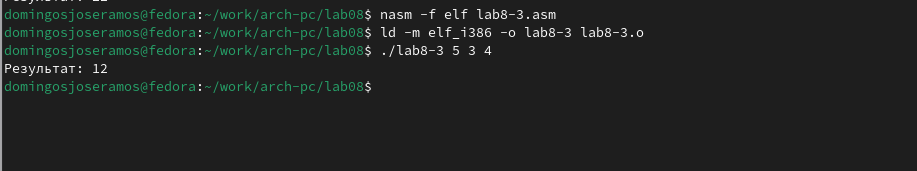 domingosjoseramos@fedora:~/work/arch-pc/lab08$ nasm -f elf lab8-3.asm
domingosjoseramos@fedora:~/work/arch-pc/lab08$ ld -m elf_i386 -o lab8-3 lab8-3.o
domingosjoseramos@fedora:~/work/arch-pc/lab08$ ./lab8-3 5 3 4
Результат: 12
domingosjoseramos@fedora:~/work/arch-pc/lab08$